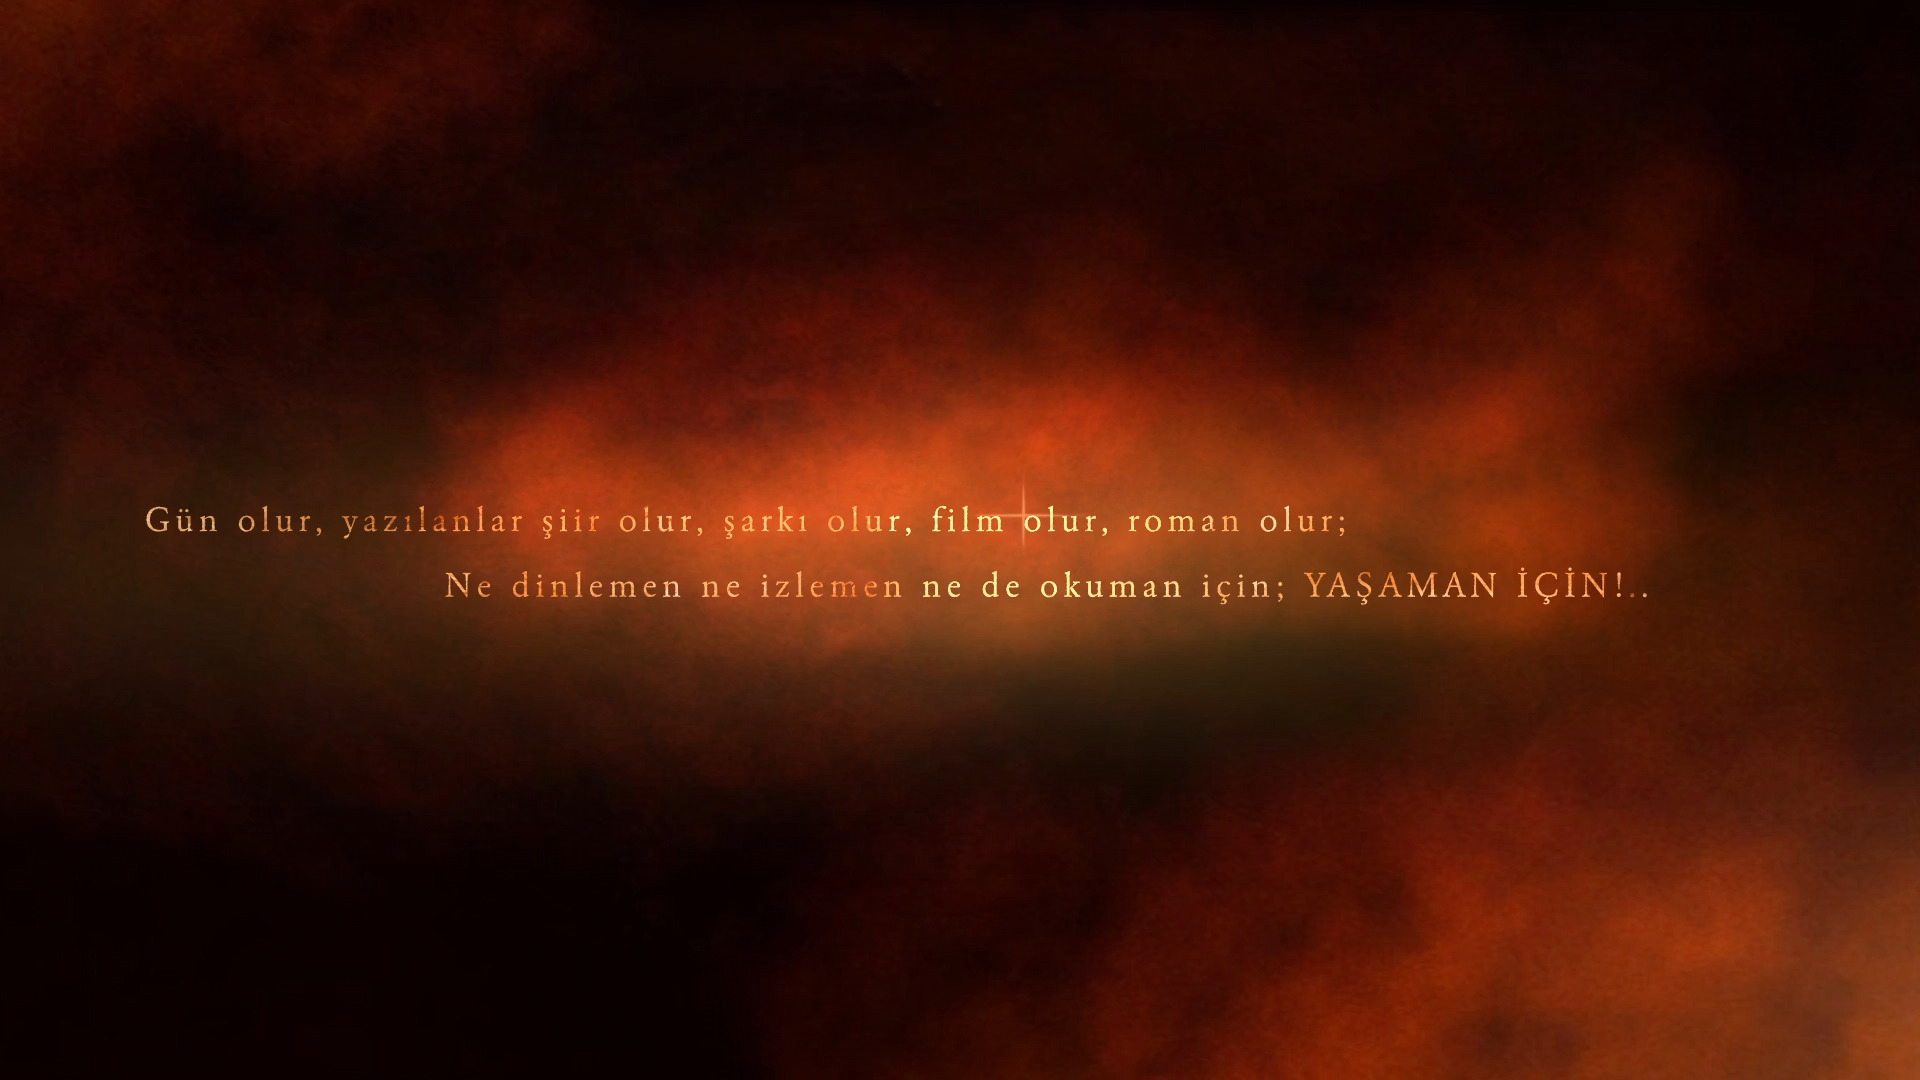 Gün olur, yazılanlar şiir olur, şarkı olur, film olur, roman olur;
Ne dinlemen ne izlemen ne de okuman için; YAŞAMAN İÇİN!..